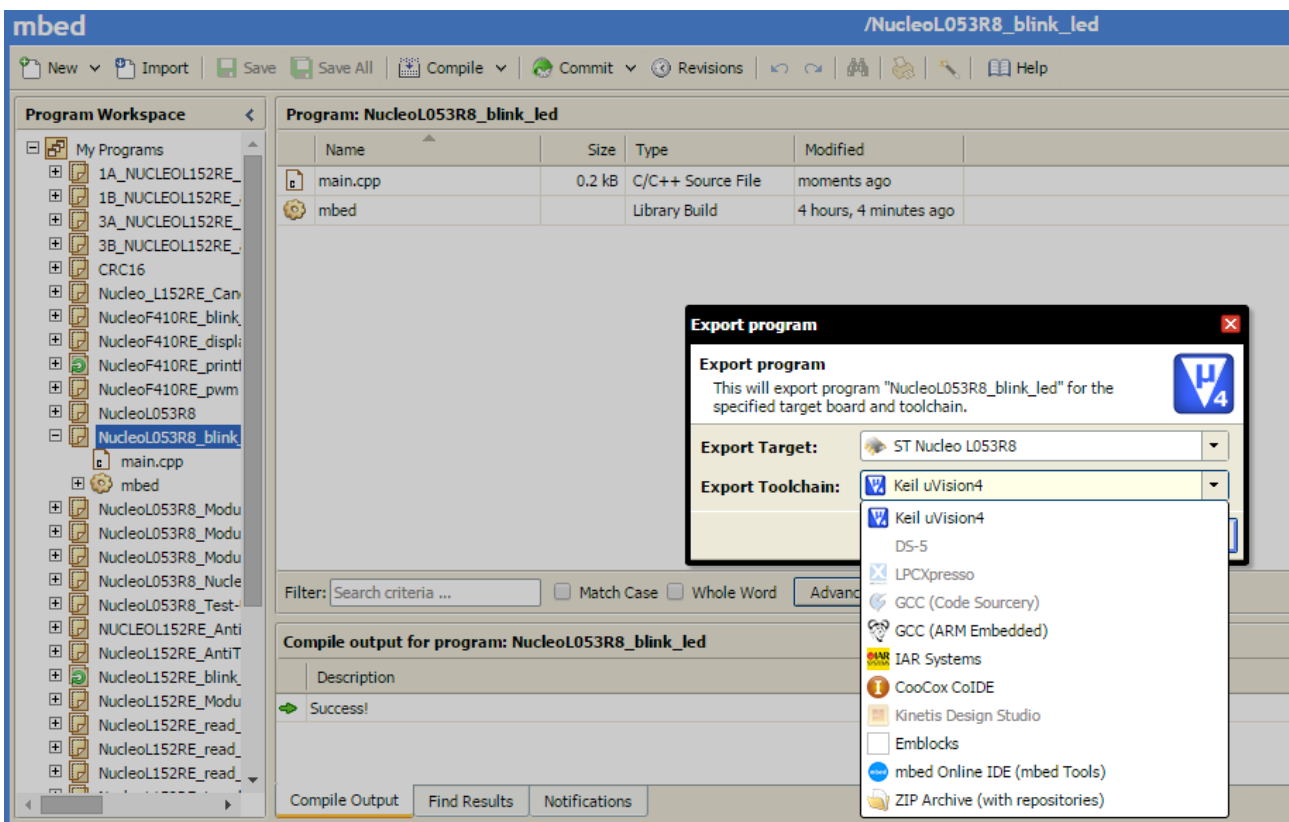 mbed /NucleoL053R8_blink_led
New Import Save Save All Compile Commit Revisions Help
Program Workspace
My Programs
1A_NUCLEOL152RE_
1B_NUCLEOL152RE_
3A_NUCLEOL152RE_
3B_NUCLEOL152RE_
CRC16
Nucleo_L152RE_Can
NucleoF410RE_blink_
NucleoF410RE_displa
NucleoF410RE_printf
NucleoF410RE_pwm
NucleoL053R8
NucleoL053R8_blink_
main.cpp
mbed
NucleoL053R8_Modu
NucleoL053R8_Modu
NucleoL053R8_Modu
NucleoL053R8_Nucle
NucleoL053R8_Test-
NUCLEOL152RE_Anti
NucleoL152RE_AntiT
NucleoL152RE_blink_
NucleoL152RE_Modu
NucleoL152RE_read_
NucleoL152RE_read_
NucleoL152RE_read_
Program: NucleoL053R8_blink_led
Name Size Type Modified
main.cpp 0.2 kB C/C++ Source File moments ago
mbed Library Build 4 hours, 4 minutes ago
Export program
Export program
This will export program "NucleoL053R8_blink_led" for the
specified target board and toolchain.
µ4
Export Target: ST Nucleo L053R8
Export Toolchain: Keil uVision4
Keil uVision4
DS-5
LPCXpresso
GCC (Code Sourcery)
GCC (ARM Embedded)
IAR Systems
CooCox CoIDE
Kinetis Design Studio
Emblocks
mbed Online IDE (mbed Tools)
ZIP Archive (with repositories)
Filter: Search criteria ... Match Case Whole Word Advanc
Compile output for program: NucleoL053R8_blink_led
Description
Success!
Compile Output Find Results Notifications